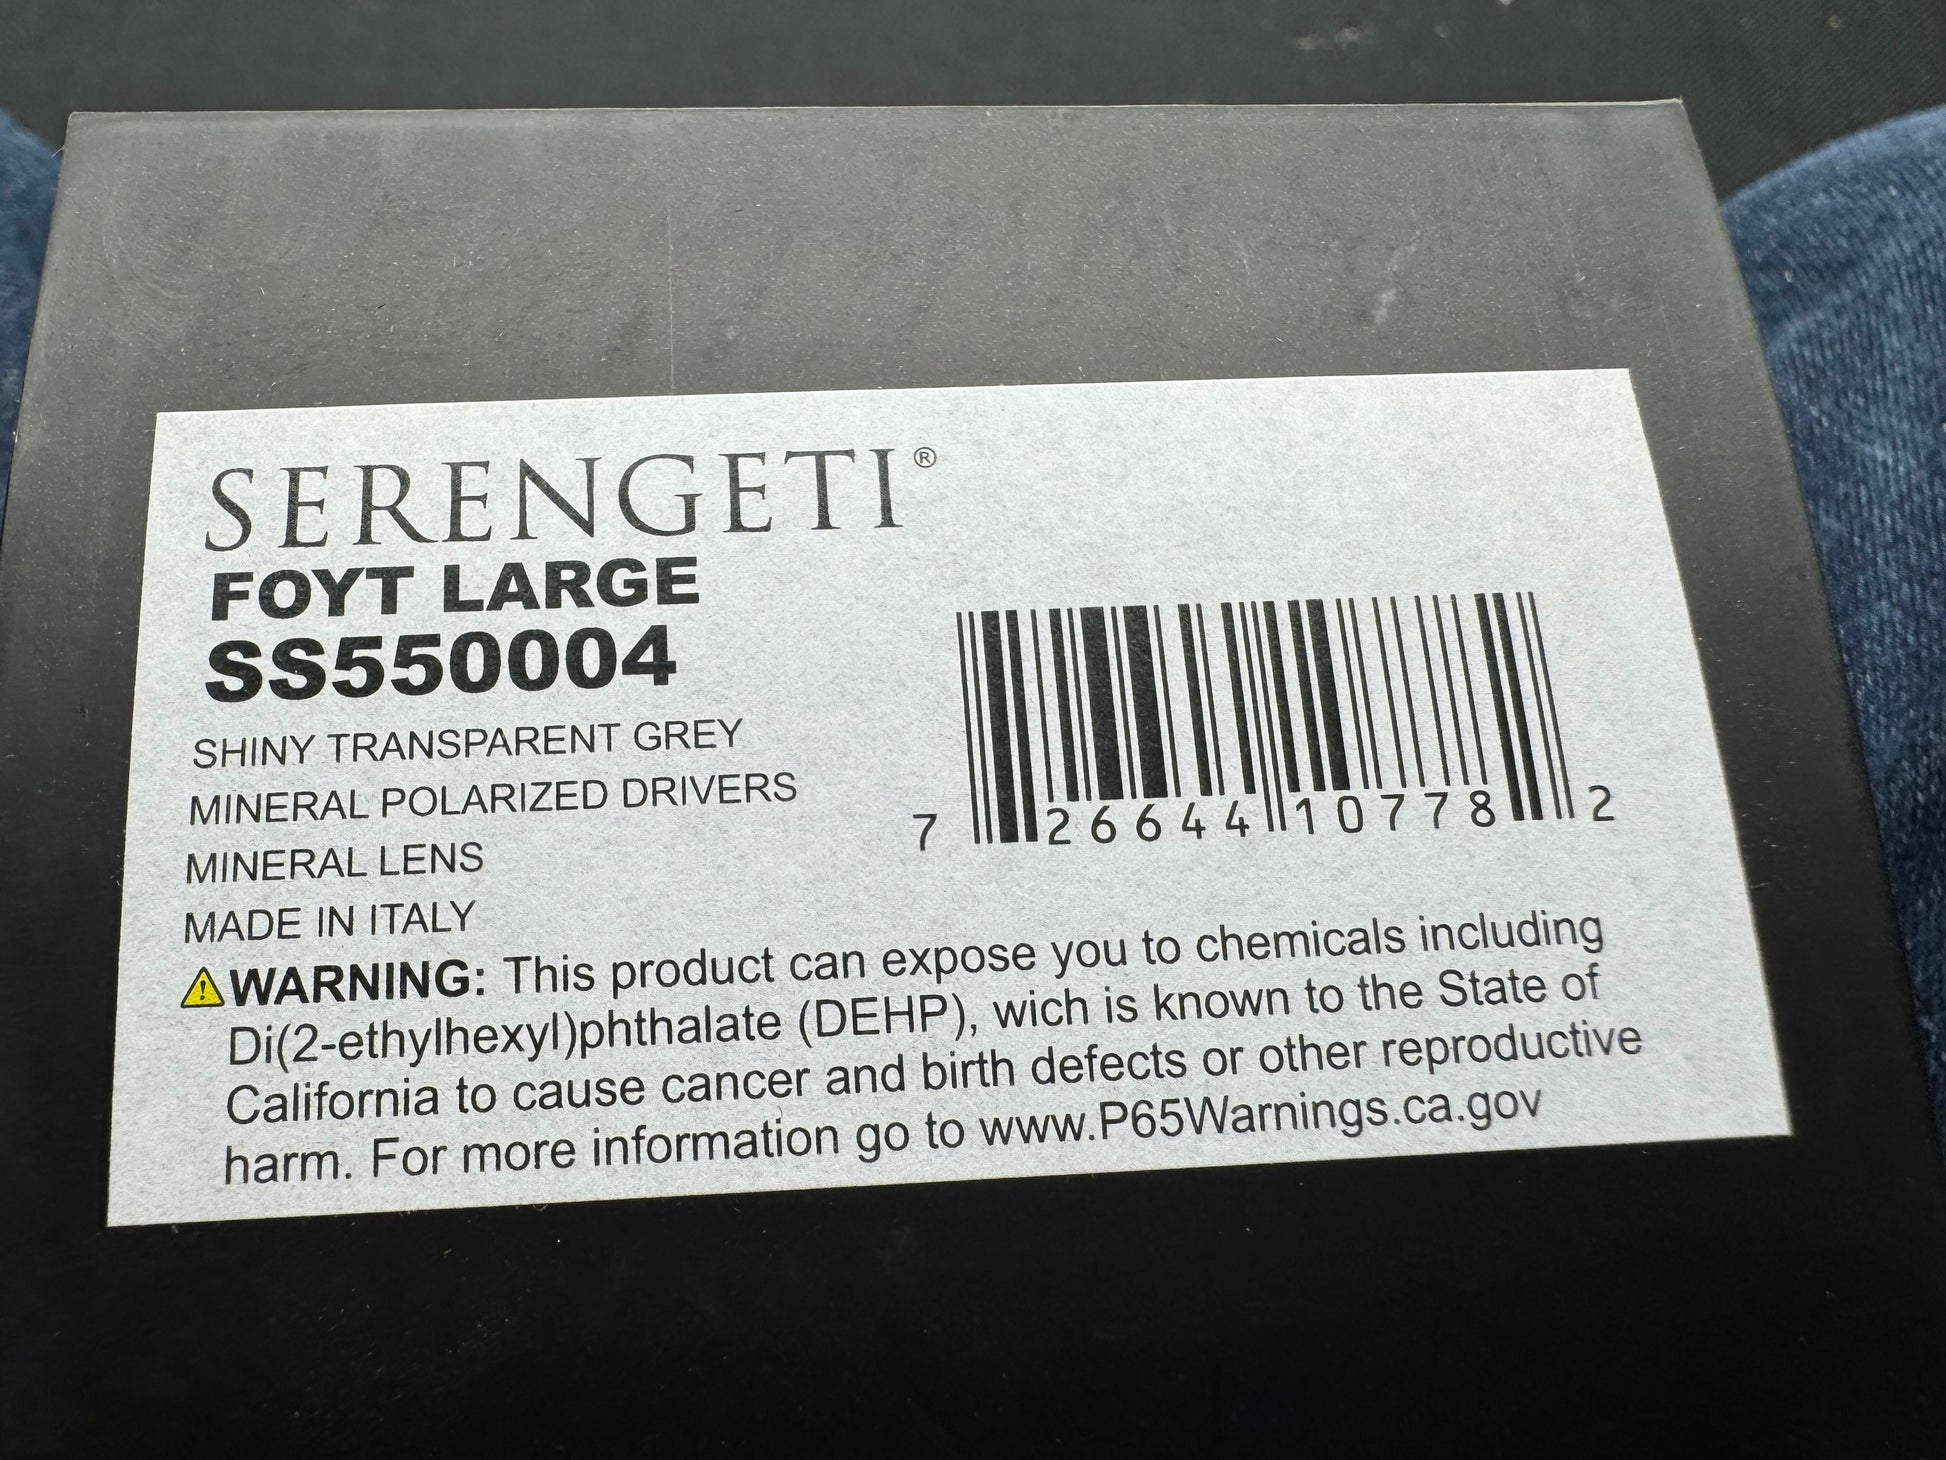 SERENGETI®
FOYT LARGE
SS550004
SHINY TRANSPARENT GREY
MINERAL POLARIZED DRIVERS
MINERAL LENS
MADE IN ITALY
7 26644 10778 2
⚠WARNING: This product can expose you to chemicals including
Di(2-ethylhexyl)phthalate (DEHP), wich is known to the State of
California to cause cancer and birth defects or other reproductive
harm. For more information go to www.P65Warnings.ca.gov